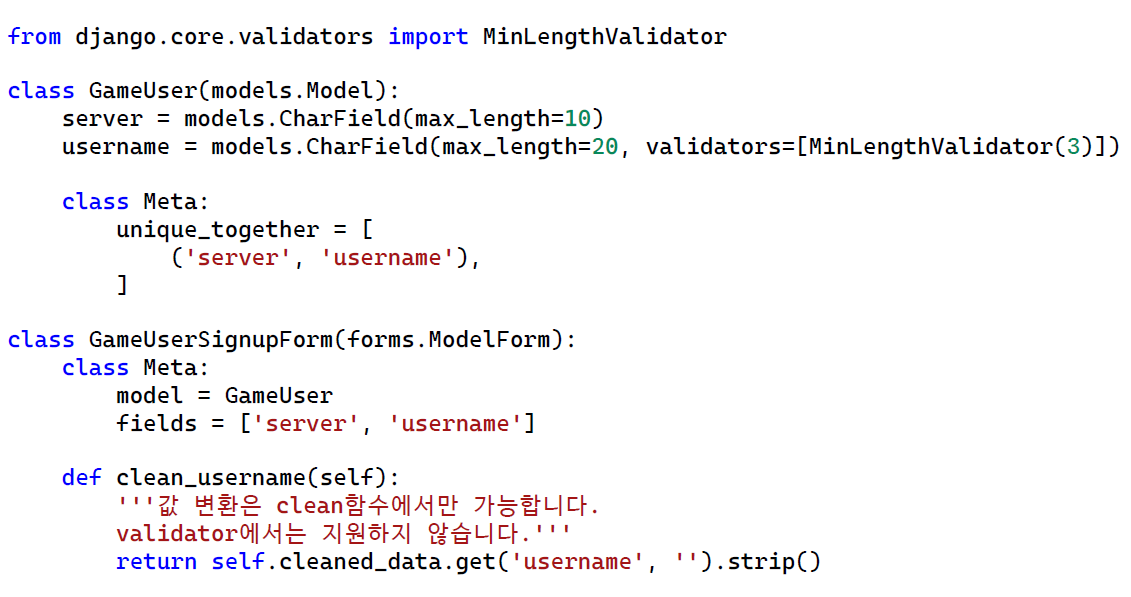 from django.core.validators import MinLengthValidator
class GameUser(models.Model):
    server = models.CharField(max_length=10)
    username = models.CharField(max_length=20, validators=[MinLengthValidator(3)])
    class Meta:
        unique_together = [
            ('server', 'username'),
        ]
class GameUserSignupForm(forms.ModelForm):
    class Meta:
        model = GameUser
        fields = ['server', 'username']
    def clean_username(self):
        '''값 변환은 clean함수에서만 가능합니다.
        validator에서는 지원하지 않습니다.'''
        return self.cleaned_data.get('username', '').strip()